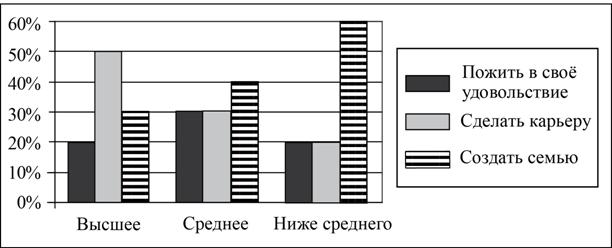 60%
50%
40%
30%
20%
10%
0%
Высшее
Среднее
Ниже среднего
Пожить в своё
удовольствие
Сделать карьеру
Создать семью